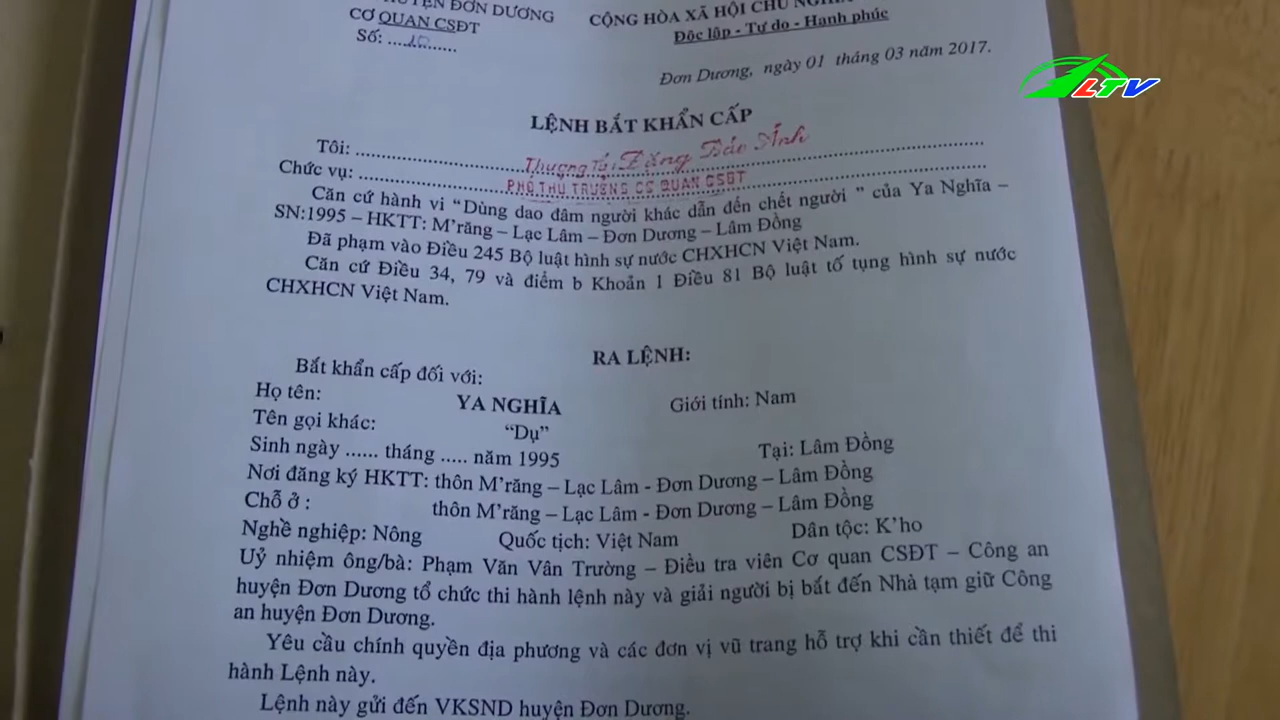 ĐƠN DƯƠNG
CƠ QUAN CSĐT
Số: ...10...
CỘNG HÒA XÃ HỘI CHỦ
Độc lập - Tự do - Hạnh phúc
Đơn Dương, ngày 01 tháng 03 năm 2017.
LTV
LỆNH BẮT KHẨN CẤP
Tôi: ... Thượng Tá, Đặng Bảo Ánh ...
Chức vụ: ... PHÓ THỦ TRƯỞNG CƠ QUAN CSĐT ...
Căn cứ hành vi “Dùng dao đâm người khác dẫn đến chết người ” của Ya Nghĩa –
SN:1995 – HKTT: M’răng – Lạc Lâm – Đơn Dương – Lâm Đồng
Đã phạm vào Điều 245 Bộ luật hình sự nước CHXHCN Việt Nam.
Căn cứ Điều 34, 79 và điểm b Khoản 1 Điều 81 Bộ luật tố tụng hình sự nước
CHXHCN Việt Nam.
RA LỆNH:
Bắt khẩn cấp đối với:
Họ tên: YA NGHĨA Giới tính: Nam
Tên gọi khác: “Dụ”
Sinh ngày ...... tháng ..... năm 1995 Tại: Lâm Đồng
Nơi đăng ký HKTT: thôn M’răng – Lạc Lâm - Đơn Dương – Lâm Đồng
Chỗ ở : thôn M’răng – Lạc Lâm - Đơn Dương – Lâm Đồng
Nghề nghiệp: Nông Quốc tịch: Việt Nam Dân tộc: K’ho
Uỷ nhiệm ông/bà: Phạm Văn Vân Trường – Điều tra viên Cơ quan CSĐT – Công an
huyện Đơn Dương tổ chức thi hành lệnh này và giải người bị bắt đến Nhà tạm giữ Công
an huyện Đơn Dương.
Yêu cầu chính quyền địa phương và các đơn vị vũ trang hỗ trợ khi cần thiết để thi
hành Lệnh này.
Lệnh này gửi đến VKSND huyện Đơn Dương.